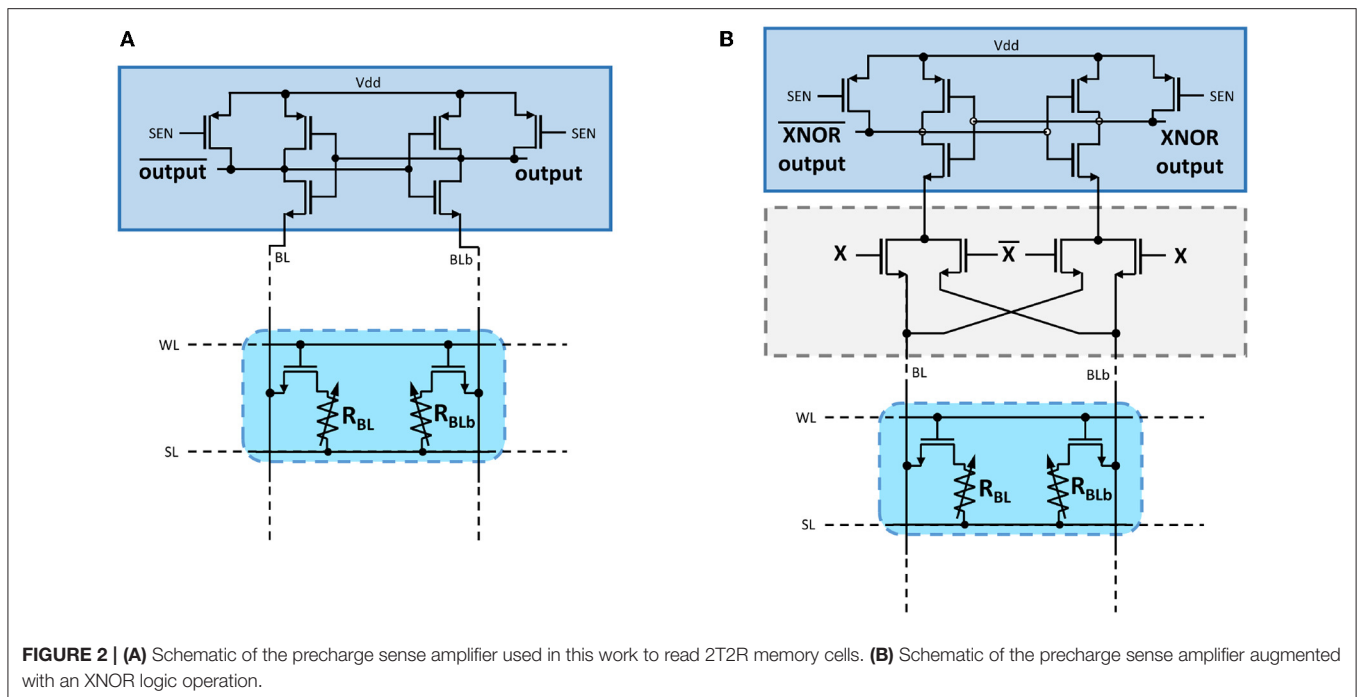 A
Vdd
SEN
SEN
output
output
BL
BLb
WL
R_BL
R_BLb
SL
B
Vdd
SEN
SEN
XNOR
output
XNOR
output
X
X
X
BL
BLb
WL
R_BL
R_BLb
SL
FIGURE 2 | (A) Schematic of the precharge sense amplifier used in this work to read 2T2R memory cells. (B) Schematic of the precharge sense amplifier augmented
with an XNOR logic operation.